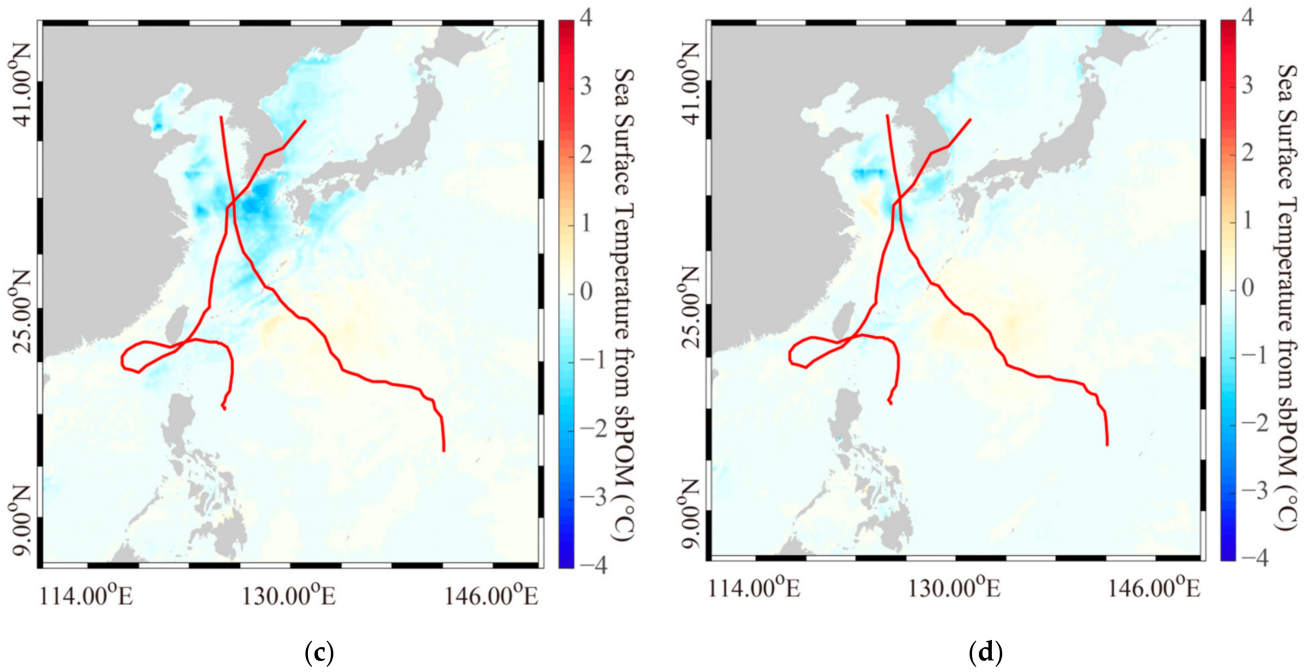 41.00°N
25.00°N
9.00°N
114.00°E
130.00°E
146.00°E
4
3
2
1
0
−1
−2
−3
−4
Sea Surface Temperature from sbPOM (°C)
(c)
41.00°N
25.00°N
9.00°N
114.00°E
130.00°E
146.00°E
4
3
2
1
0
−1
−2
−3
−4
Sea Surface Temperature from sbPOM (°C)
(d)